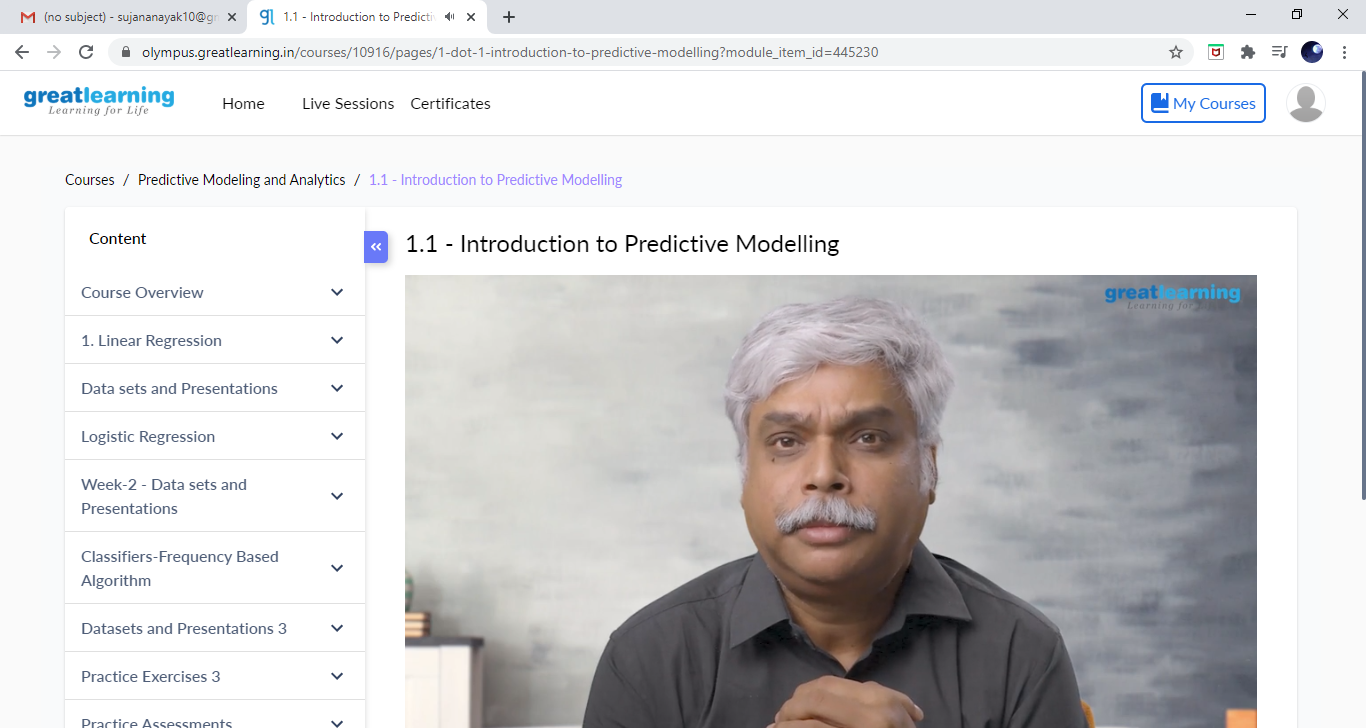 (no subject) - sujananayak10@gr
1.1 - Introduction to Predicti
olympus.greatlearning.in/courses/10916/pages/1-dot-1-introduction-to-predictive-modelling?module_item_id=445230
greatlearning
Learning for Life
Home
Live Sessions
Certificates
My Courses
Courses / Predictive Modeling and Analytics / 1.1 - Introduction to Predictive Modelling
Content
Course Overview
1. Linear Regression
Data sets and Presentations
Logistic Regression
Week-2 - Data sets and
Presentations
Classifiers-Frequency Based
Algorithm
Datasets and Presentations 3
Practice Exercises 3
Practice Assessments
1.1 - Introduction to Predictive Modelling
greatlearning
Learning for Life